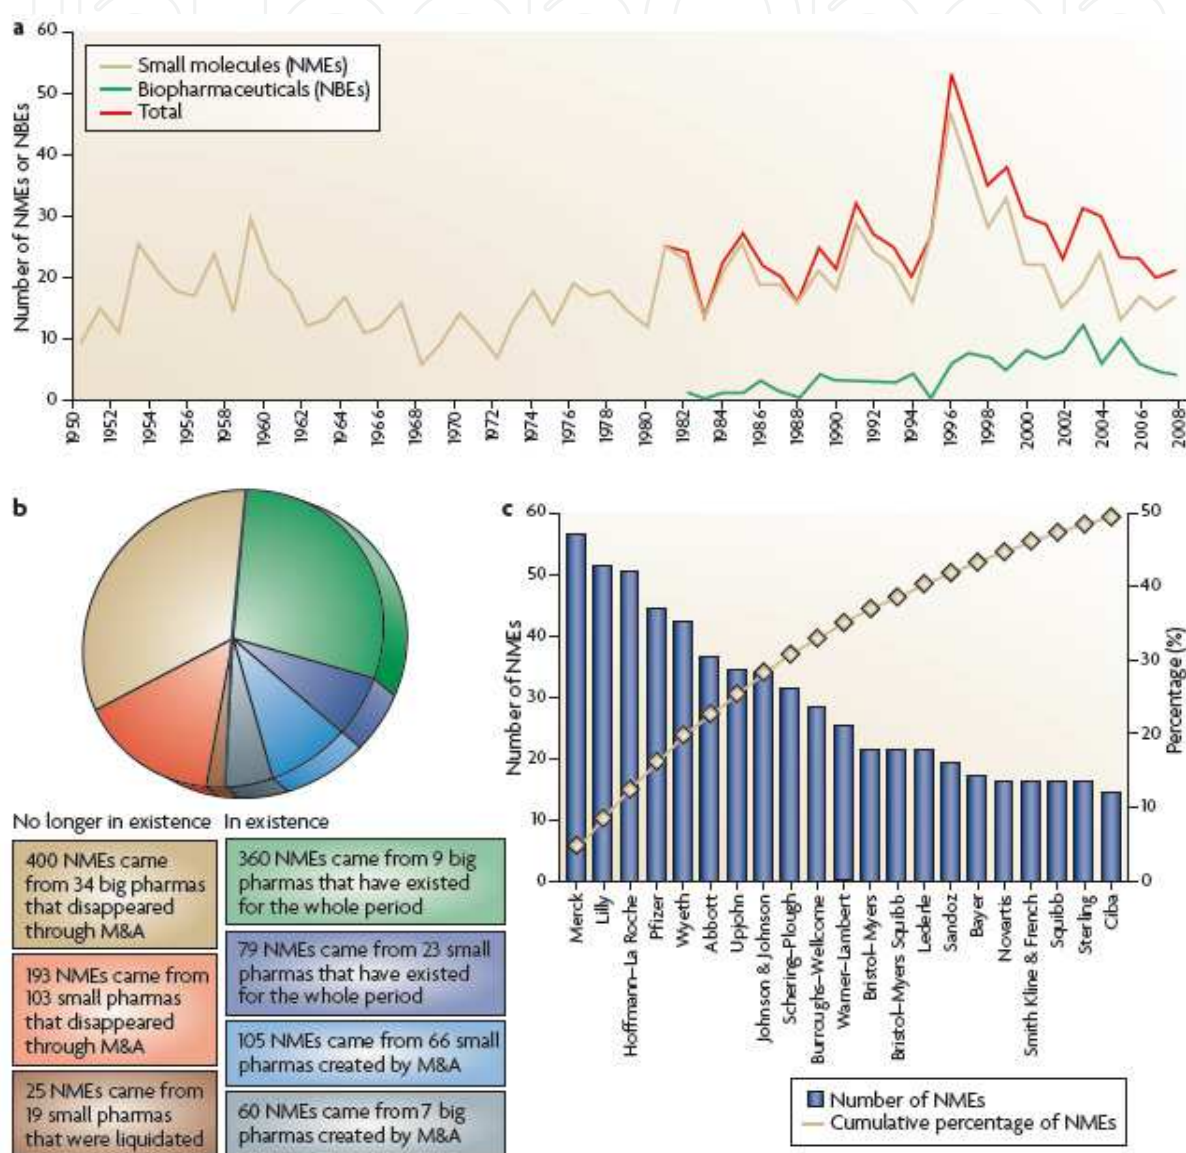 a
60
50
40
30
20
10
0
Number of NMEs or NBEs
Small molecules (NMEs)
Biopharmaceuticals (NBEs)
Total
1950
1952
1954
1956
1958
1960
1962
1964
1966
1968
1970
1972
1974
1976
1978
1980
1982
1984
1986
1988
1990
1992
1994
1996
1998
2000
2002
2004
2006
2008
b
No longer in existence
400 NMEs came
from 34 big pharmas
that disappeared
through M&A
193 NMEs came from
103 small pharmas
that disappeared
through M&A
25 NMEs came from
19 small pharmas
that were liquidated
In existence
360 NMEs came from 9 big
pharmas that have existed
for the whole period
79 NMEs came from 23 small
pharmas that have existed
for the whole period
105 NMEs came from 66 small
pharmas created by M&A
60 NMEs came from 7 big
pharmas created by M&A
c
60
50
40
30
20
10
0
Number of NMEs
50
40
30
20
10
0
Percentage (%)
Merck
Lilly
Hoffmann–La Roche
Pfizer
Wyeth
Abbott
Upjohn
Johnson & Johnson
Schering–Plough
Burroughs–Wellcome
Warner–Lambert
Bristol–Myers
Bristol–Myers Squibb
Lederle
Sandoz
Bayer
Novartis
Smith Kline & French
Squibb
Sterling
Ciba
Number of NMEs
Cumulative percentage of NMEs